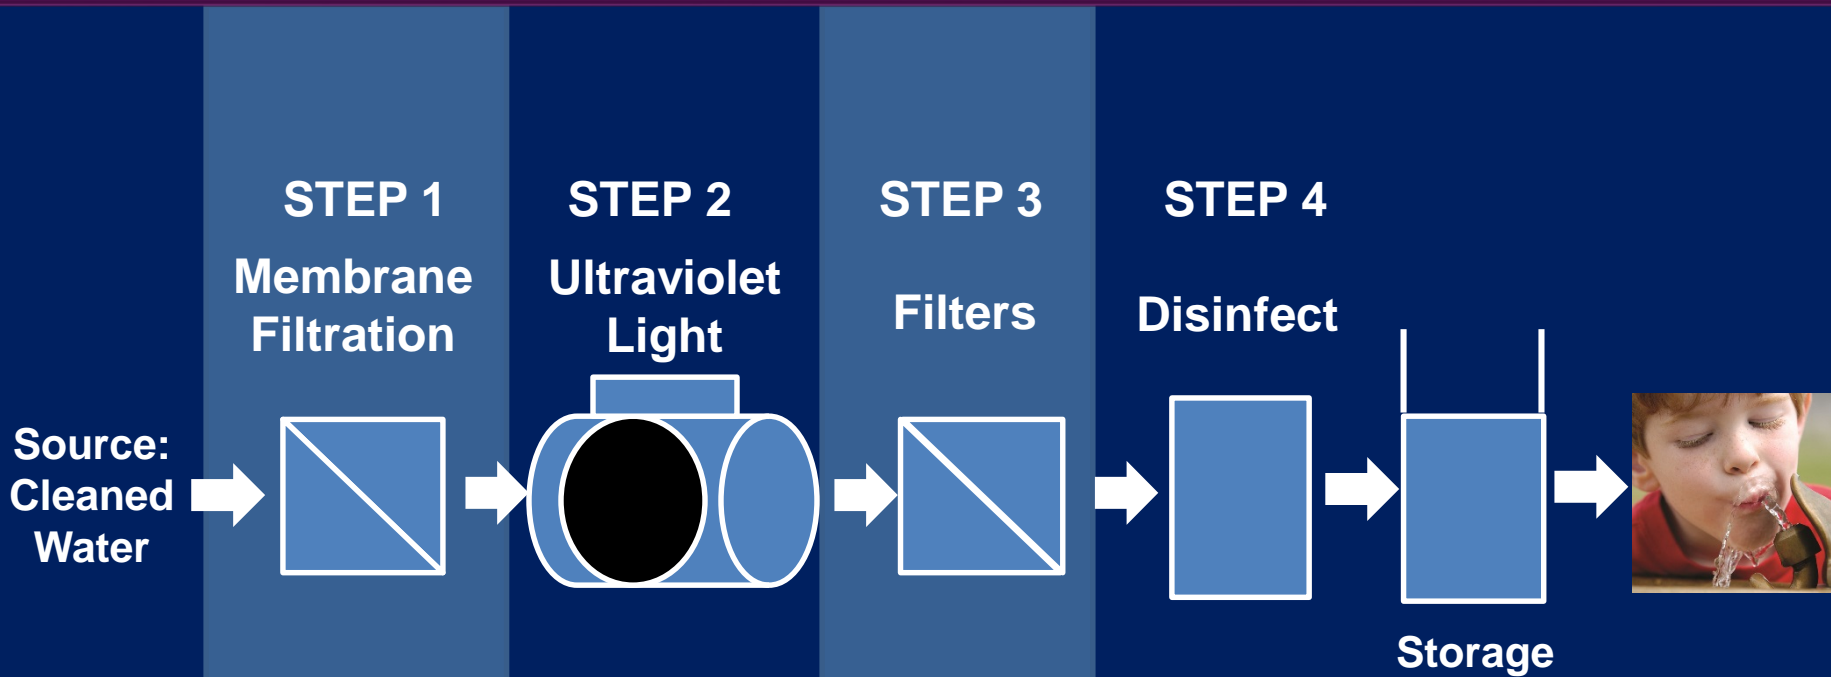 STEP 1
Membrane
Filtration
STEP 2
Ultraviolet
Light
STEP 3
Filters
STEP 4
Disinfect
Source:
Cleaned
Water
Storage